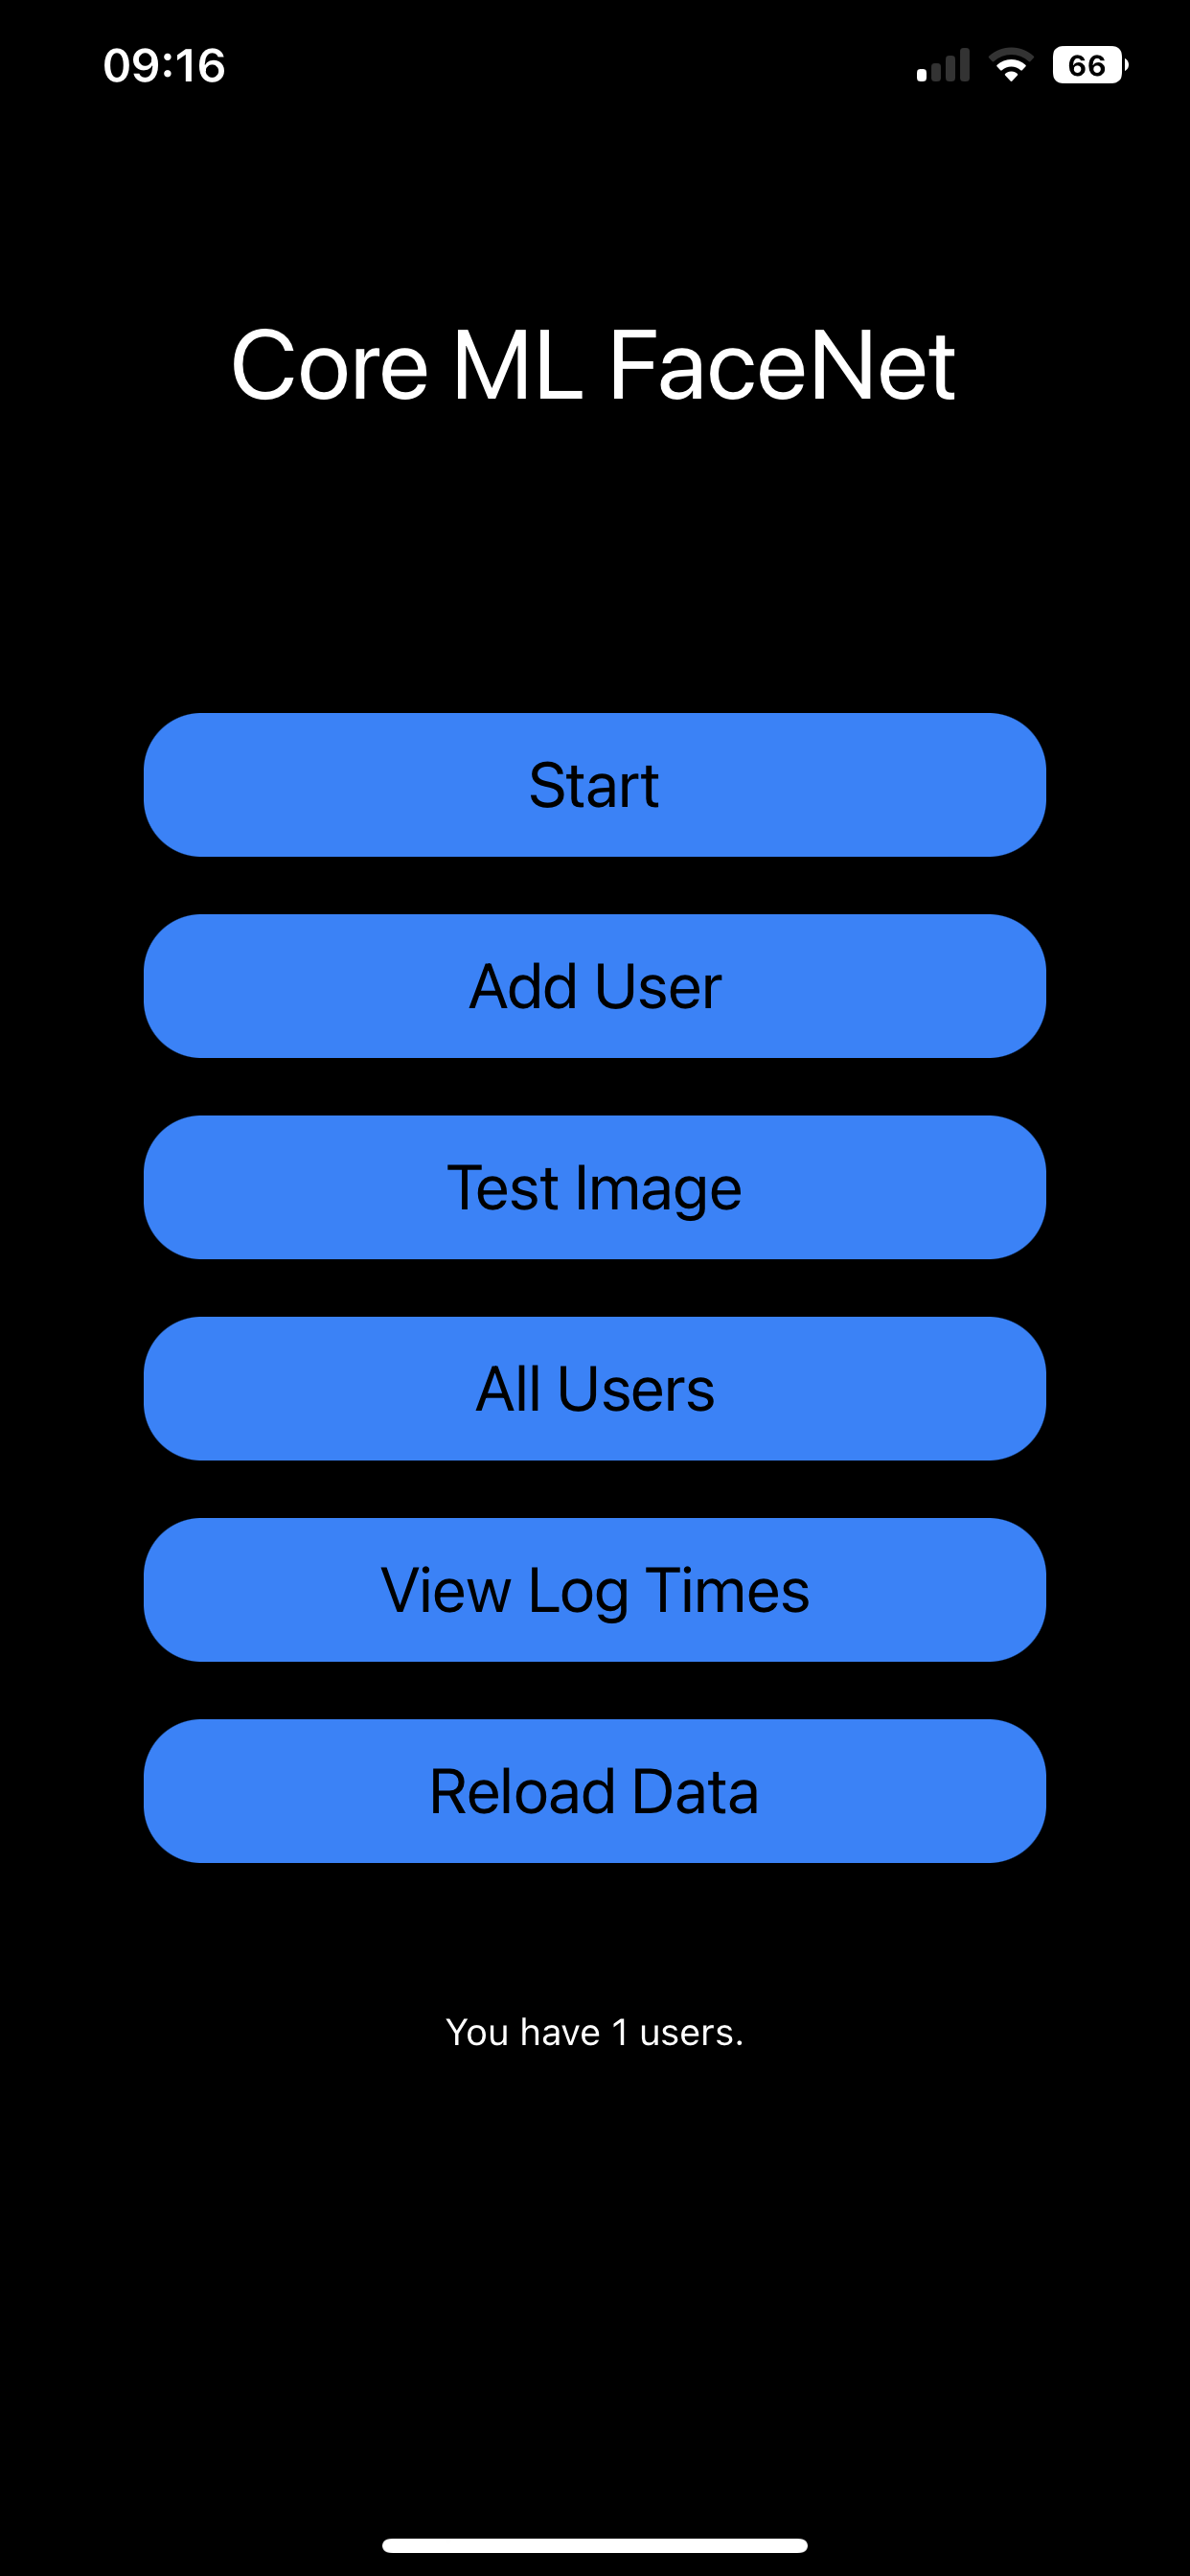 09:16
66
Core ML FaceNet
Start
Add User
Test Image
All Users
View Log Times
Reload Data
You have 1 users.